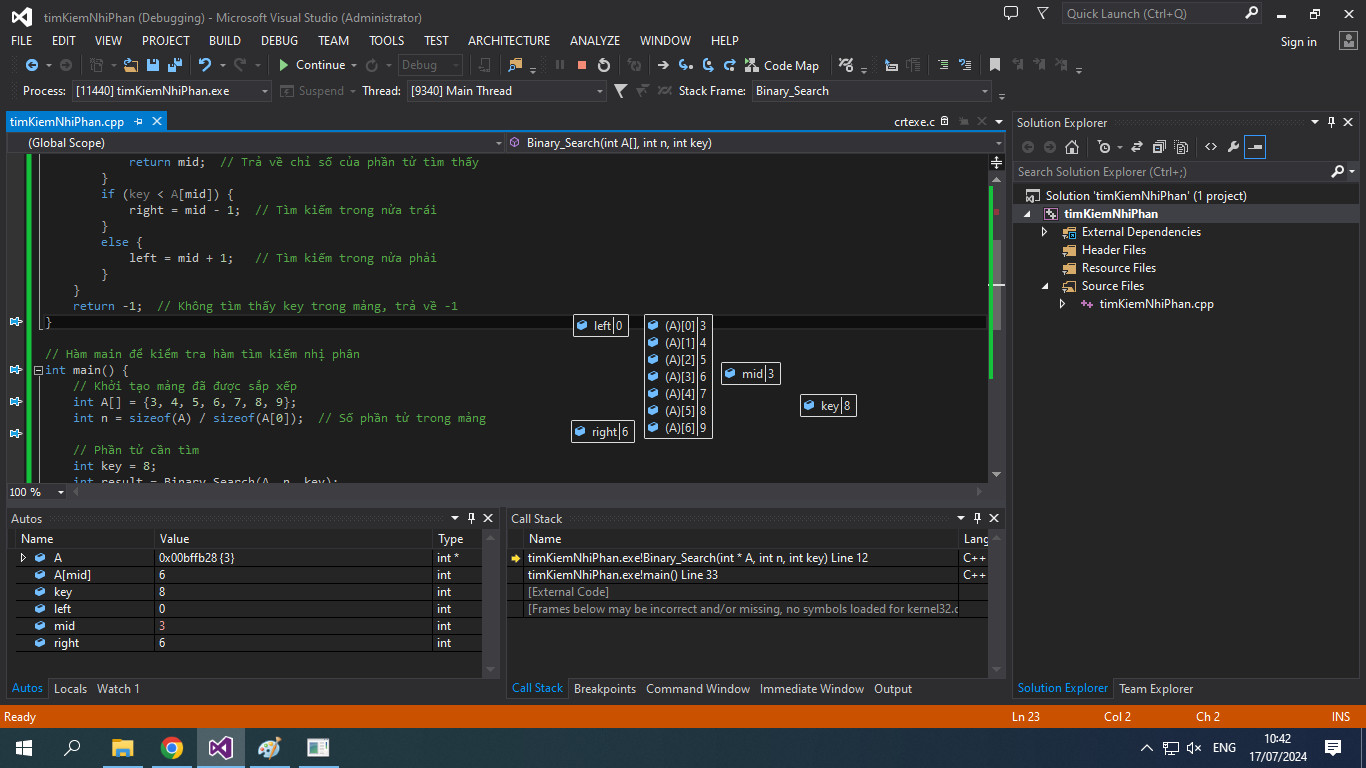 timKiemNhiPhan (Debugging) - Microsoft Visual Studio (Administrator)
Quick Launch (Ctrl+Q)
FILE EDIT VIEW PROJECT BUILD DEBUG TEAM TOOLS TEST ARCHITECTURE ANALYZE WINDOW HELP
Sign in
Continue Debug Code Map
Process: [11440] timKiemNhiPhan.exe Suspend Thread: [9340] Main Thread Stack Frame: Binary_Search
timKiemNhiPhan.cpp
crtexe.c
(Global Scope)
Binary_Search(int A[], int n, int key)
return mid;  // Trả về chỉ số của phần tử tìm thấy
}
if (key < A[mid]) {
right = mid - 1;  // Tìm kiếm trong nửa trái
}
else {
left = mid + 1;   // Tìm kiếm trong nửa phải
}
}
return -1;  // Không tìm thấy key trong mảng, trả về -1
}
// Hàm main để kiểm tra hàm tìm kiếm nhị phân
int main() {
// Khởi tạo mảng đã được sắp xếp
int A[] = {3, 4, 5, 6, 7, 8, 9};
int n = sizeof(A) / sizeof(A[0]);  // Số phần tử trong mảng
// Phần tử cần tìm
int key = 8;
int result = Binary_Search(A, n, key);
left 0
(A)[0] 3
(A)[1] 4
(A)[2] 5
(A)[3] 6
(A)[4] 7
(A)[5] 8
(A)[6] 9
mid 3
key 8
right 6
100 %
Autos
Name Value Type
A 0x00bffb28 {3} int *
A[mid] 6 int
key 8 int
left 0 int
mid 3 int
right 6 int
Autos Locals Watch 1
Call Stack
Name Lang
timKiemNhiPhan.exe!Binary_Search(int * A, int n, int key) Line 12 C++
timKiemNhiPhan.exe!main() Line 33 C++
[External Code]
[Frames below may be incorrect and/or missing, no symbols loaded for kernel32.d
Call Stack Breakpoints Command Window Immediate Window Output
Solution Explorer
Search Solution Explorer (Ctrl+;)
Solution 'timKiemNhiPhan' (1 project)
timKiemNhiPhan
External Dependencies
Header Files
Resource Files
Source Files
timKiemNhiPhan.cpp
Solution Explorer Team Explorer
Ready Ln 23 Col 2 Ch 2 INS
ENG
10:42
17/07/2024